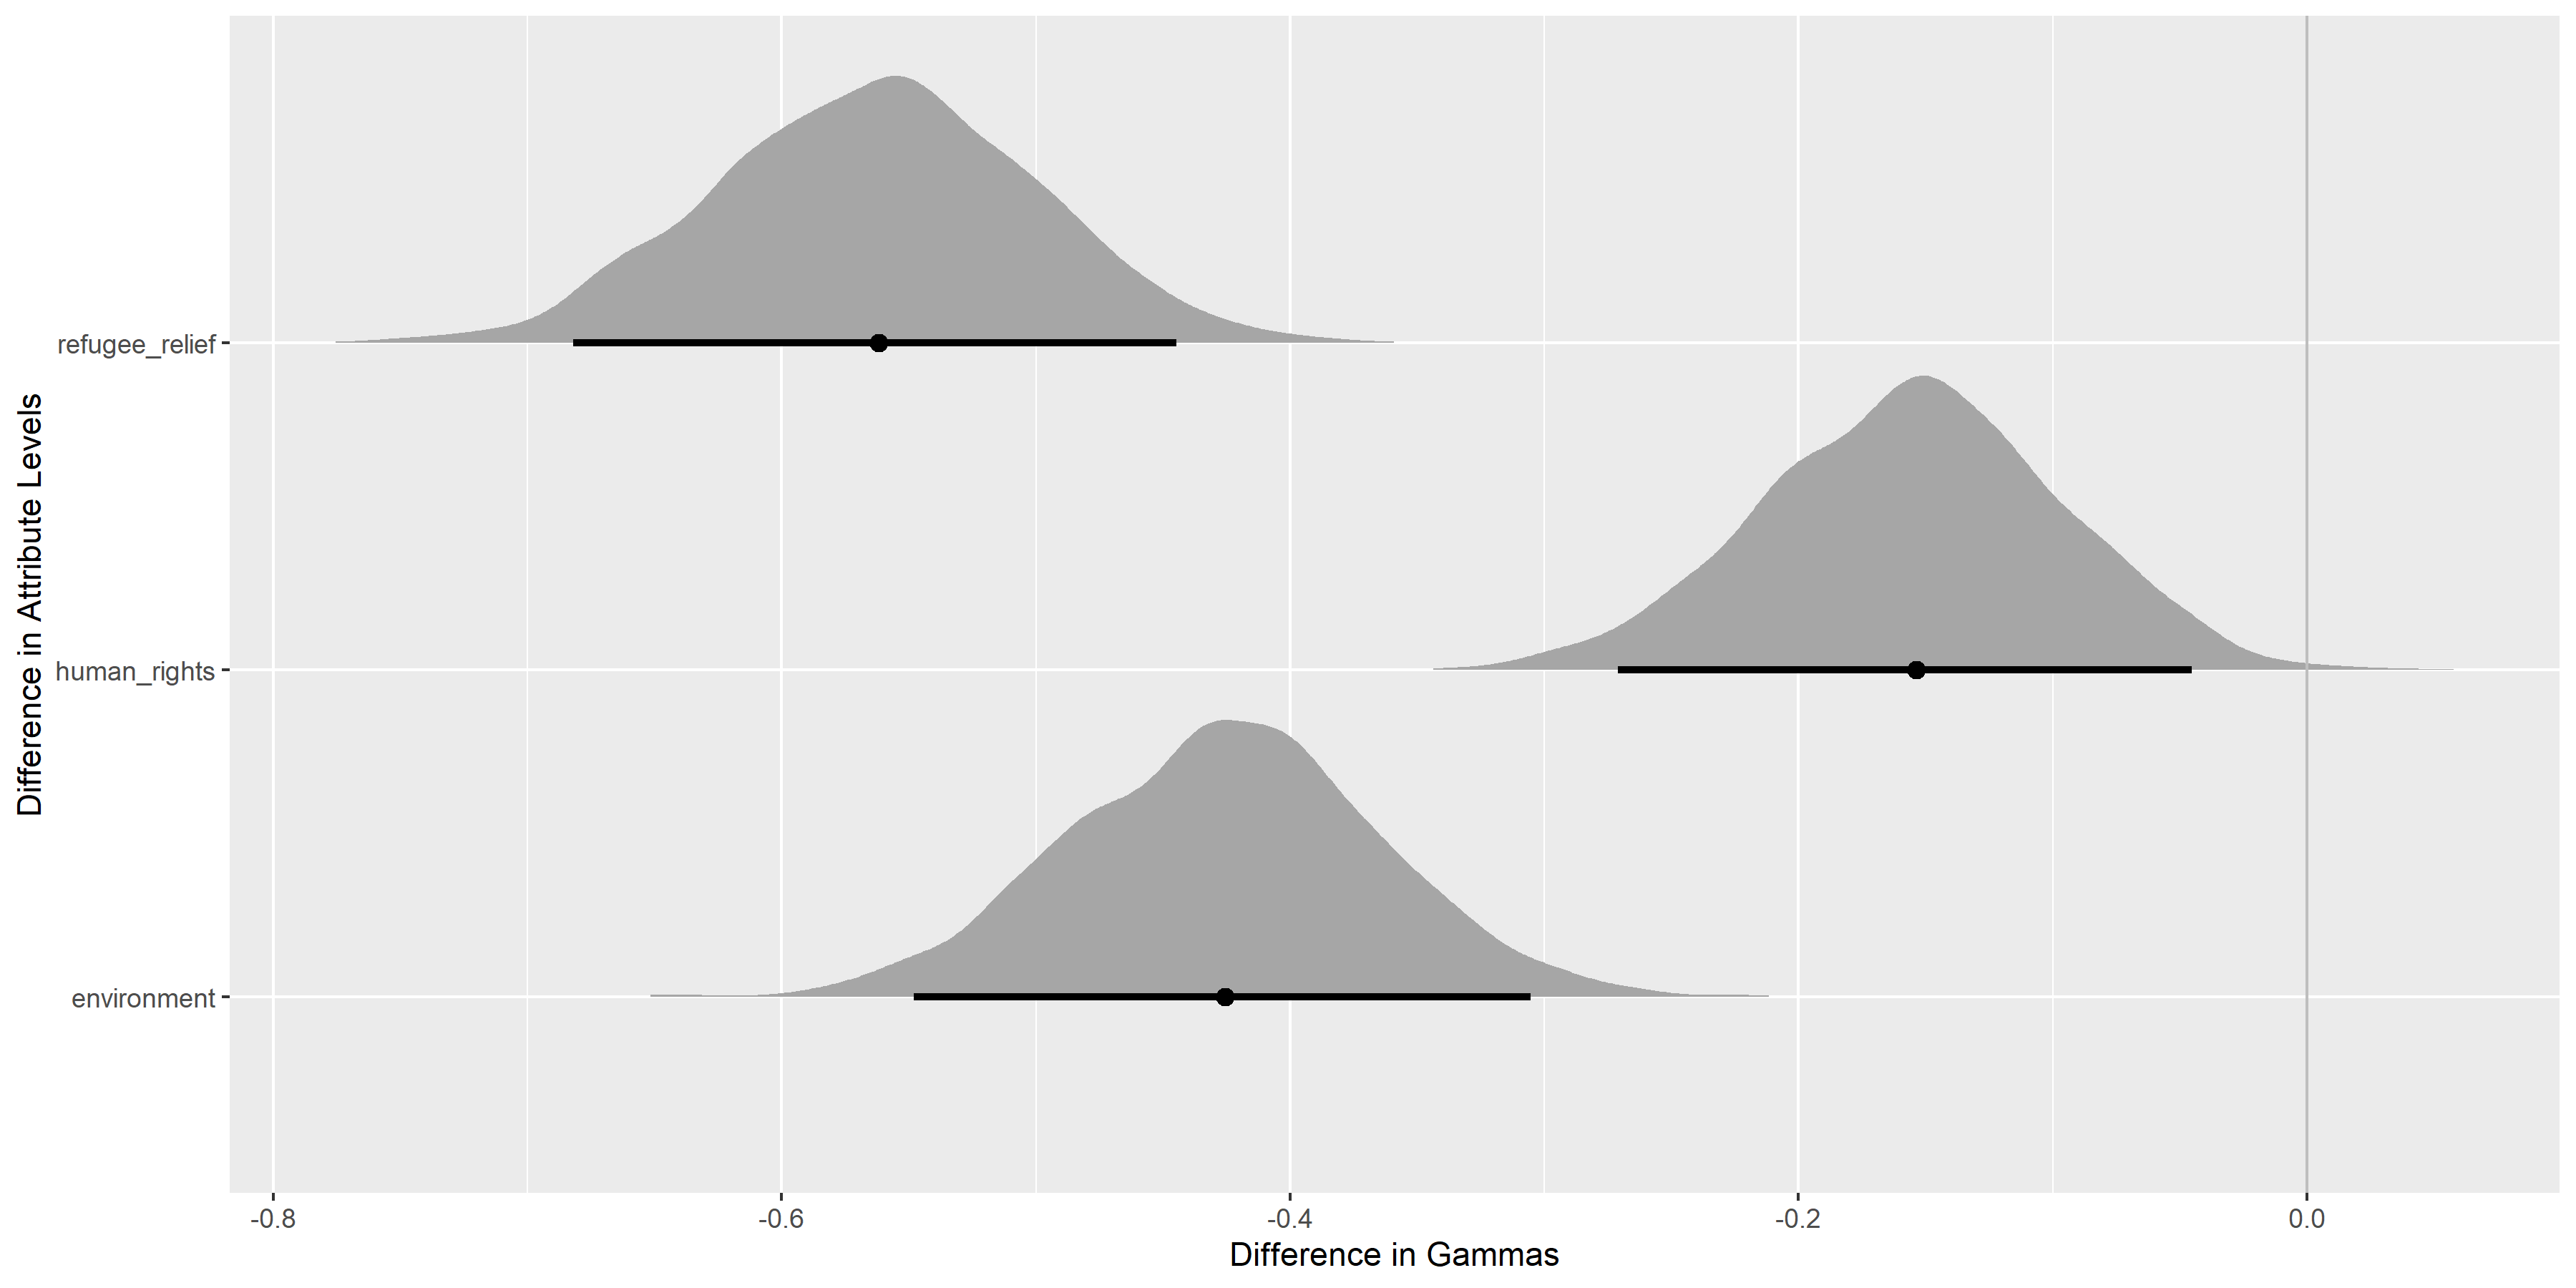 Difference in Attribute Levels
refugee_relief
human_rights
environment
-0.8 -0.6 -0.4 -0.2 0.0
Difference in Gammas